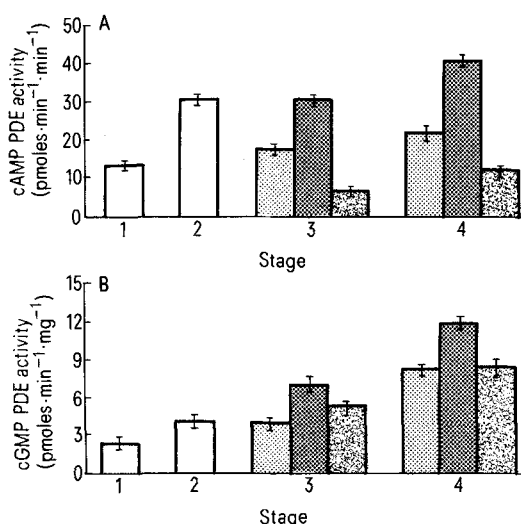 A
cAMP PDE activity
(pmoles·min⁻¹·min⁻¹)
50
40
30
20
10
0
1 2 3 4
Stage
B
cGMP PDE activity
(pmoles·min⁻¹·mg⁻¹)
15
12
9
6
3
0
1 2 3 4
Stage